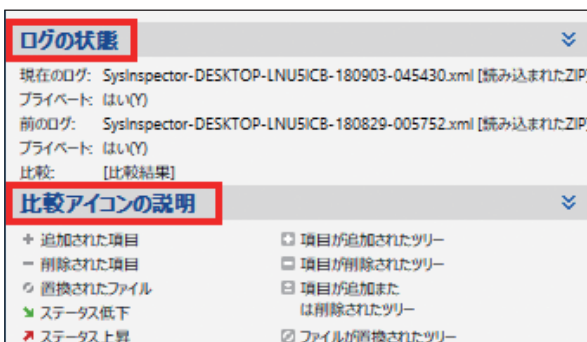 ログの状態
現在のログ: SysInspector-DESKTOP-LNU5ICB-180903-045430.xml [読み込まれたZIP]
プライベート: はい(Y)
前のログ: SysInspector-DESKTOP-LNU5ICB-180829-005752.xml [読み込まれたZIP]
プライベート: はい(Y)
比較: [比較結果]
比較アイコンの説明
+ 追加された項目
項目が追加されたツリー
- 削除された項目
項目が削除されたツリー
置換されたファイル
項目が追加また
は削除されたツリー
ステータス低下
ステータス上昇
ファイルが置換されたツリー